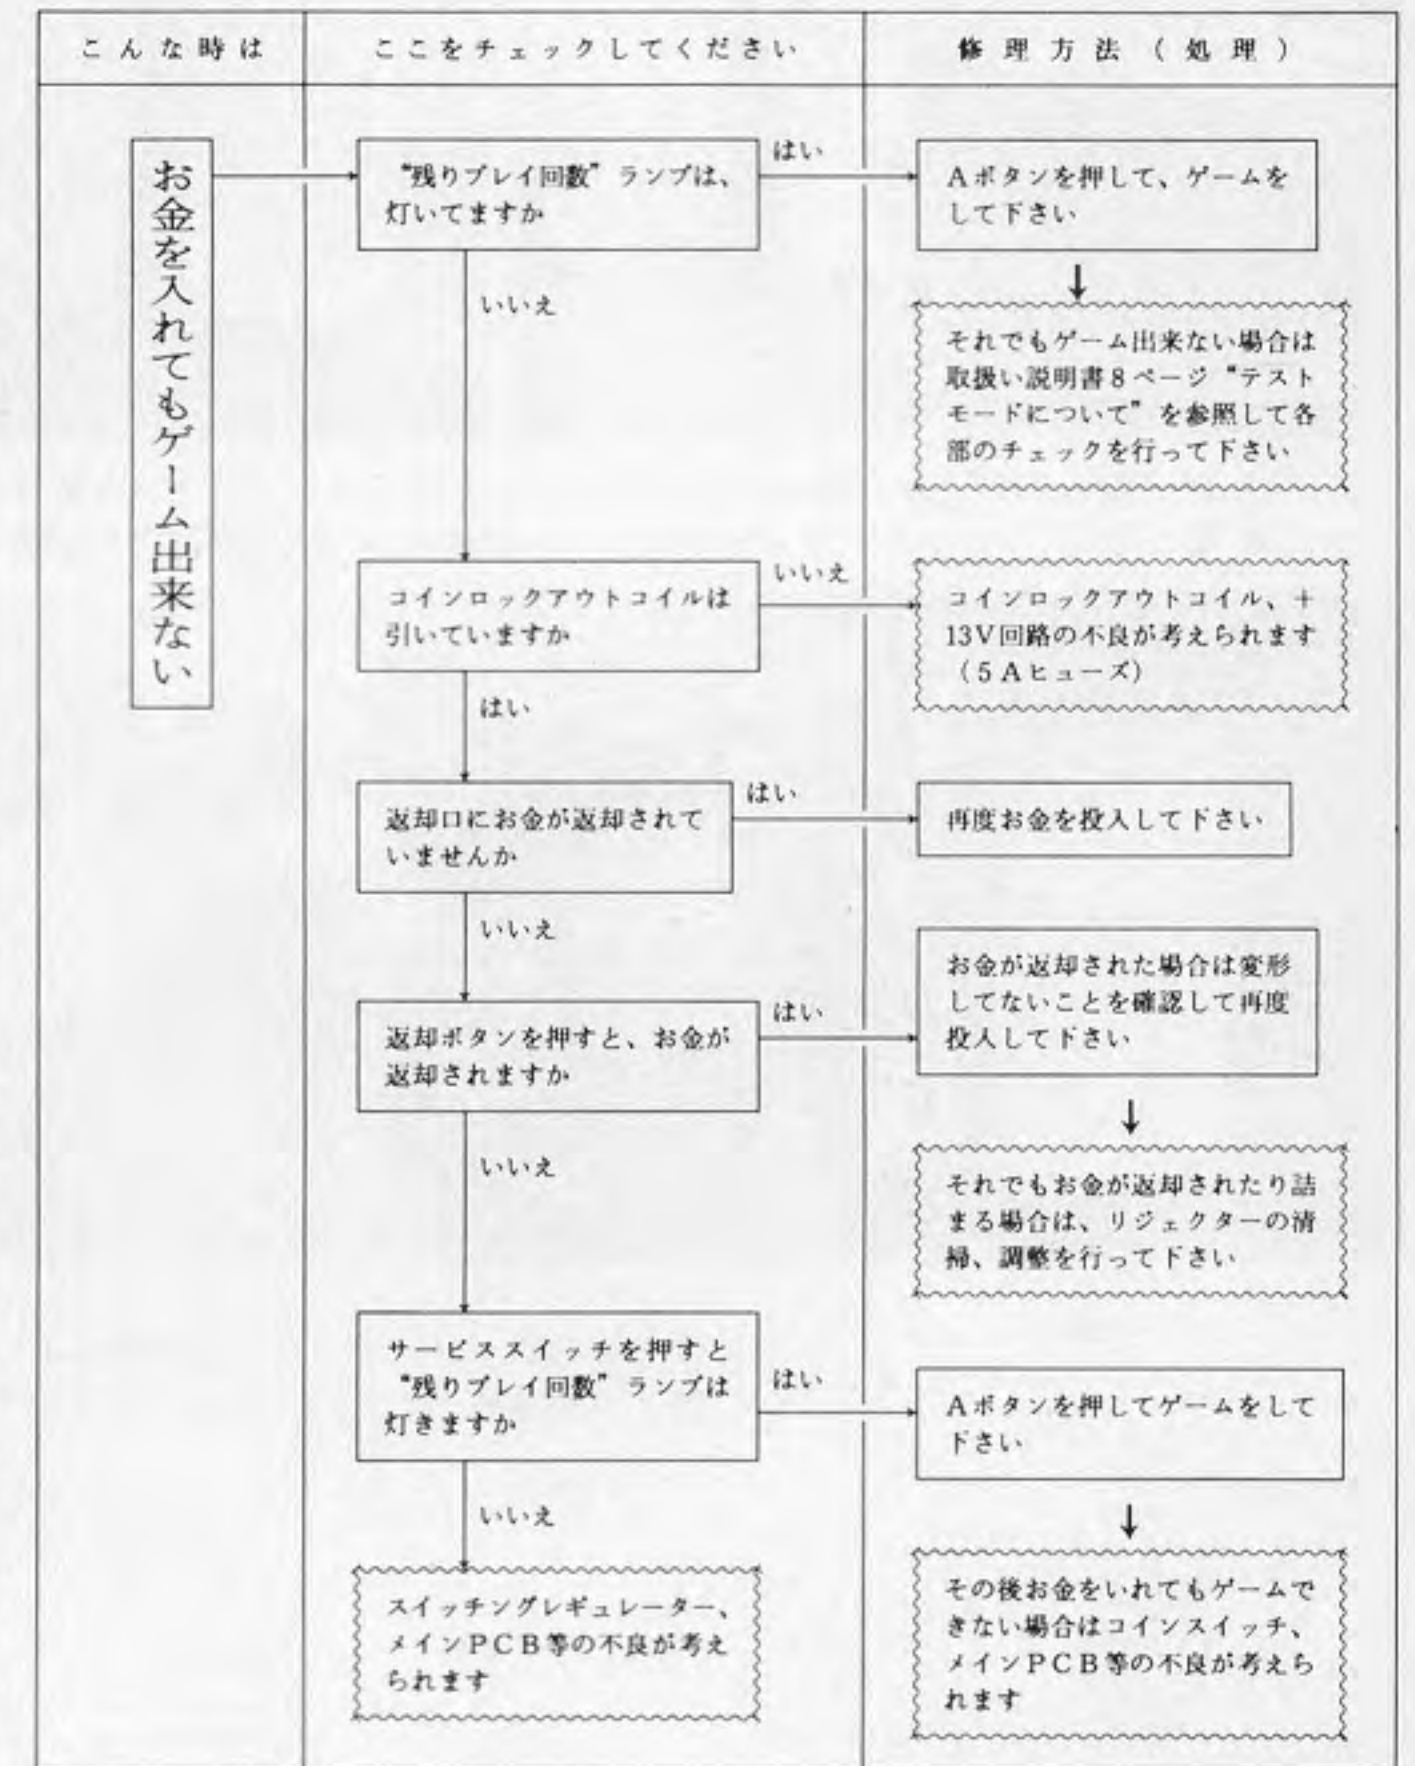 こんな時は
ここをチェックしてください
修理方法(処理)
お金を入れてもゲーム出来ない
“残りプレイ回数”ランプは、
灯いてますか
はい
Aボタンを押して、ゲームを
して下さい
いいえ
それでもゲーム出来ない場合は
取扱い説明書8ページ“テスト
モードについて”を参照して各
部のチェックを行って下さい
コインロックアウトコイルは
引いていますか
いいえ
コインロックアウトコイル、+
13V回路の不良が考えられます
(5Aヒューズ)
はい
返却口にお金が返却されて
いませんか
はい
再度お金を投入して下さい
いいえ
返却ボタンを押すと、お金が
返却されますか
はい
お金が返却された場合は変形
してないことを確認して再度
投入して下さい
いいえ
それでもお金が返却されたり詰
まる場合は、リジェクターの清
掃、調整を行って下さい
サービススイッチを押すと
“残りプレイ回数”ランプは
灯きますか
はい
Aボタンを押してゲームをして
下さい
いいえ
スイッチングレギュレーター、
メインPCB等の不良が考え
られます
その後お金をいれてもゲームで
きない場合はコインスイッチ、
メインPCB等の不良が考えら
れます